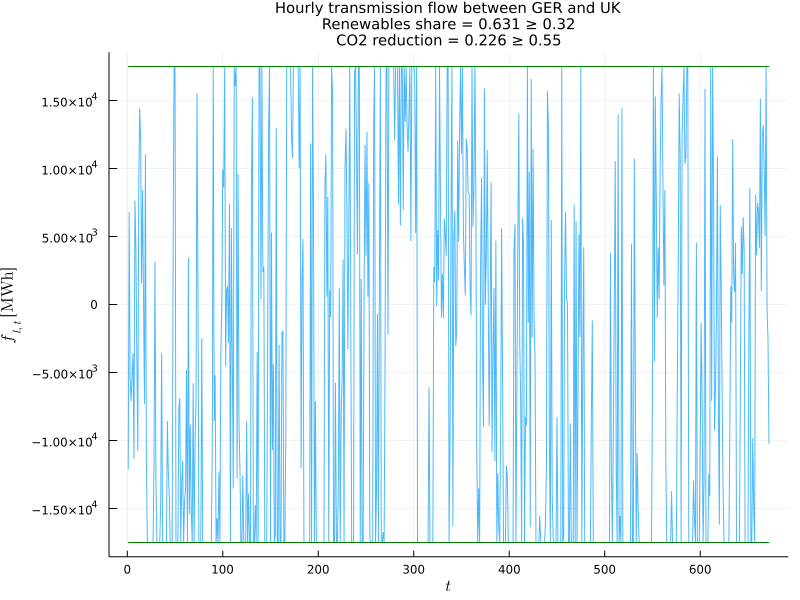 Hourly transmission flow between GER and UK
Renewables share = 0.631 ≥ 0.32
CO2 reduction = 0.226 ≥ 0.55
f_{l,t} [MWh]
1.50×10⁴
1.00×10⁴
5.00×10³
0
−5.00×10³
−1.00×10⁴
−1.50×10⁴
0 100 200 300 400 500 600
t